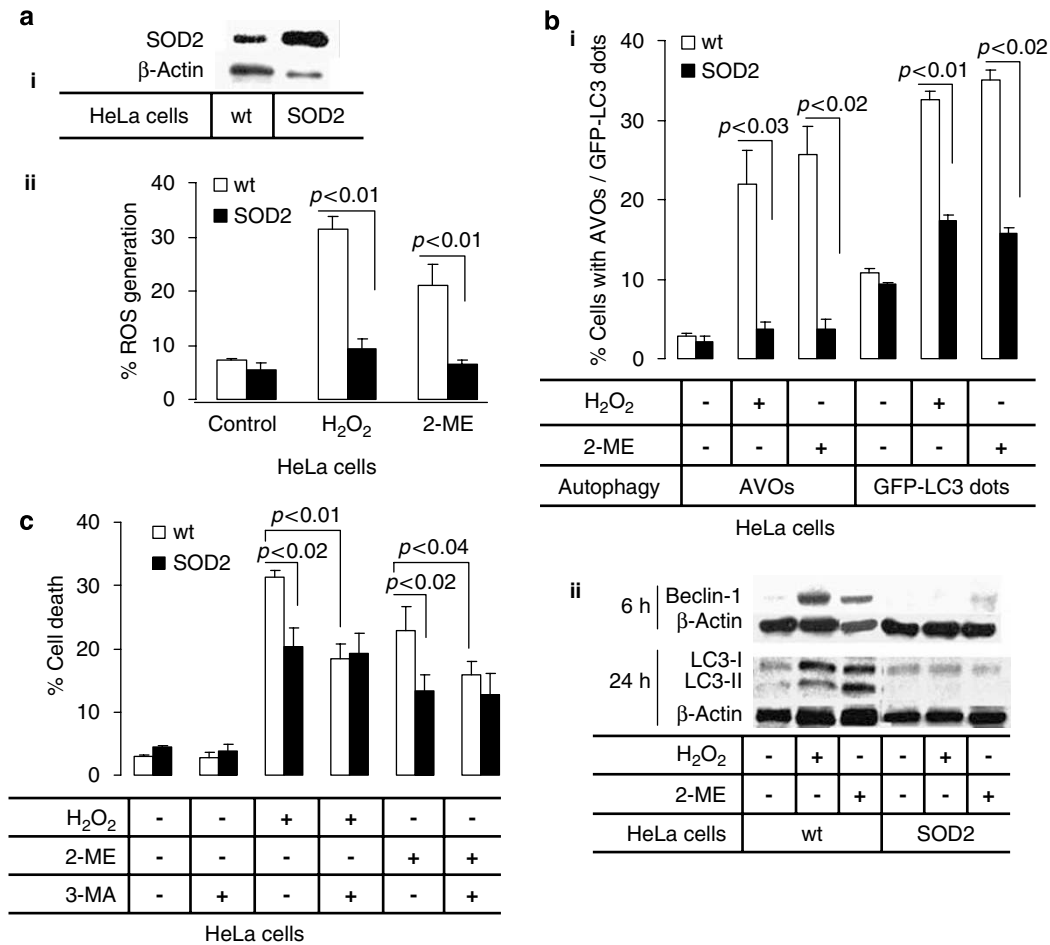 a
i
SOD2
β-Actin
HeLa cells wt SOD2
ii
% ROS generation
40
30
20
10
0
wt
SOD2
p<0.01
p<0.01
Control H₂O₂ 2-ME
HeLa cells
b
i
% Cells with AVOs / GFP-LC3 dots
40
30
20
10
0
wt
SOD2
p<0.03
p<0.02
p<0.01
p<0.02
H₂O₂ - + - - + -
2-ME - - + - - +
Autophagy AVOs GFP-LC3 dots
HeLa cells
c
% Cell death
40
30
20
10
0
wt
SOD2
p<0.01
p<0.02
p<0.04
p<0.02
H₂O₂ - - + + - -
2-ME - - - - + +
3-MA - + - + - +
HeLa cells
ii
6 h
Beclin-1
β-Actin
24 h
LC3-I
LC3-II
β-Actin
H₂O₂ - + - - + -
2-ME - - + - - +
HeLa cells wt SOD2